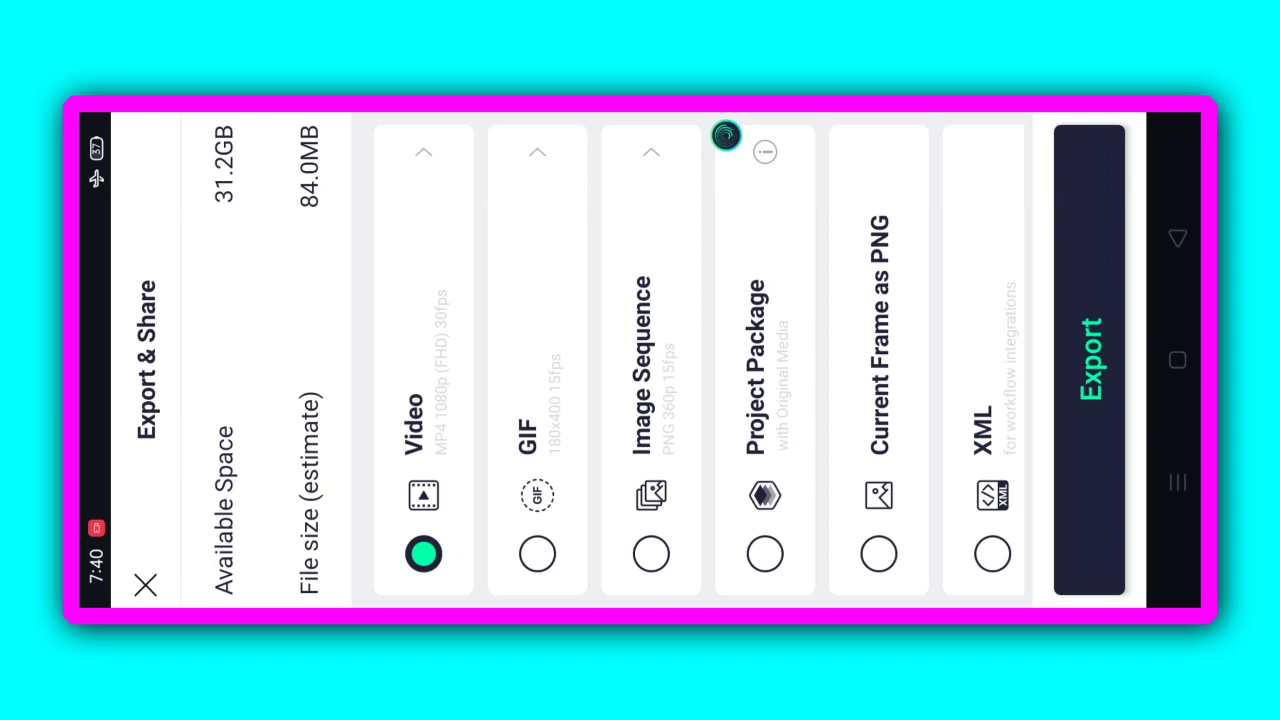 7:40
37
Export & Share
Available Space 31.2GB
File size (estimate) 84.0MB
Video
MP4 1080p (FHD) 30fps
GIF
GIF
180x400 15fps
Image Sequence
PNG 360p 15fps
Project Package
with Original Media
Current Frame as PNG
XML
XML
for workflow integrations
Export